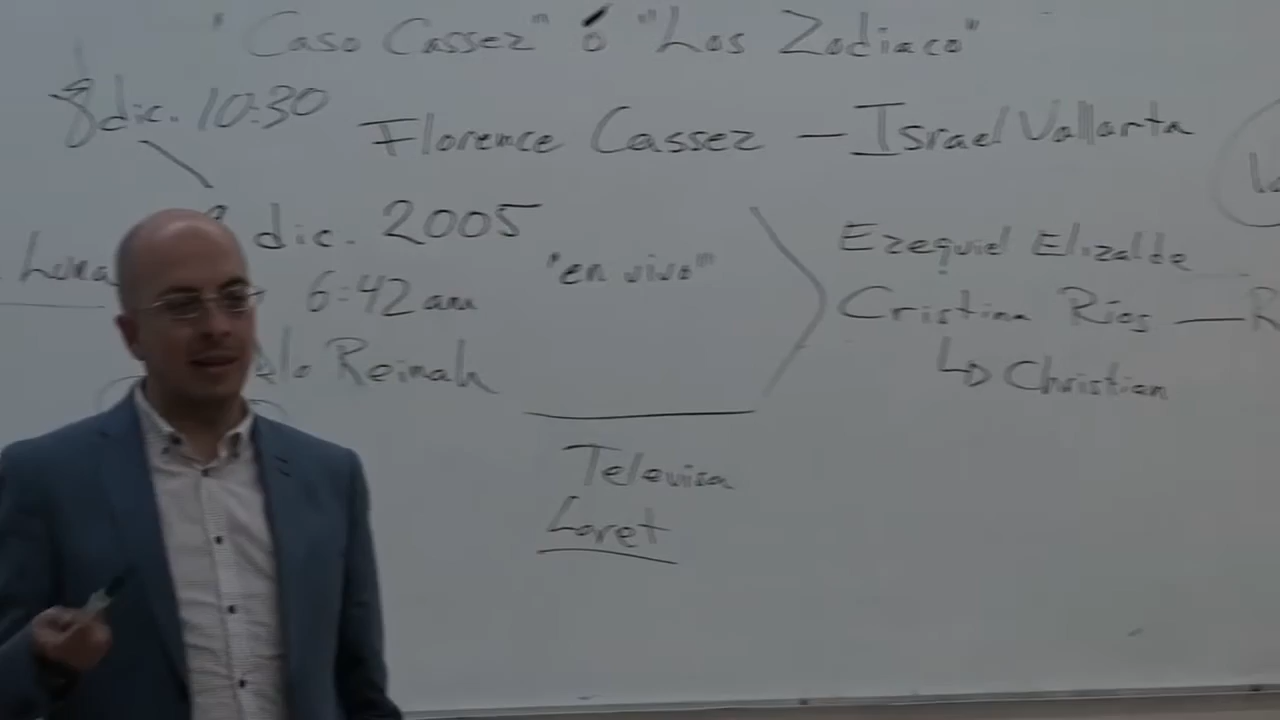 "Caso Cassez" ó "Los Zodiaco"
8 dic. 10:30
Florence Cassez — Israel Vallarta
dic. 2005
6:42 am
"en vivo"
Reinah
Televisa
Loret
Ezequiel Elizalde
Cristina Ríos — R
↳ Christian